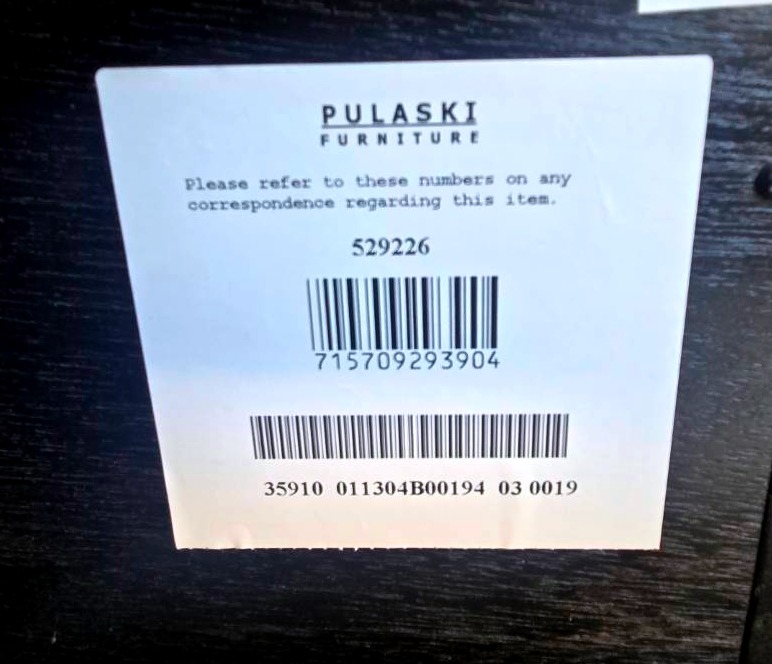 PULASKI
FURNITURE
Please refer to these numbers on any
correspondence regarding this item.
529226
715709293904
35910 011304B00194 03 0019